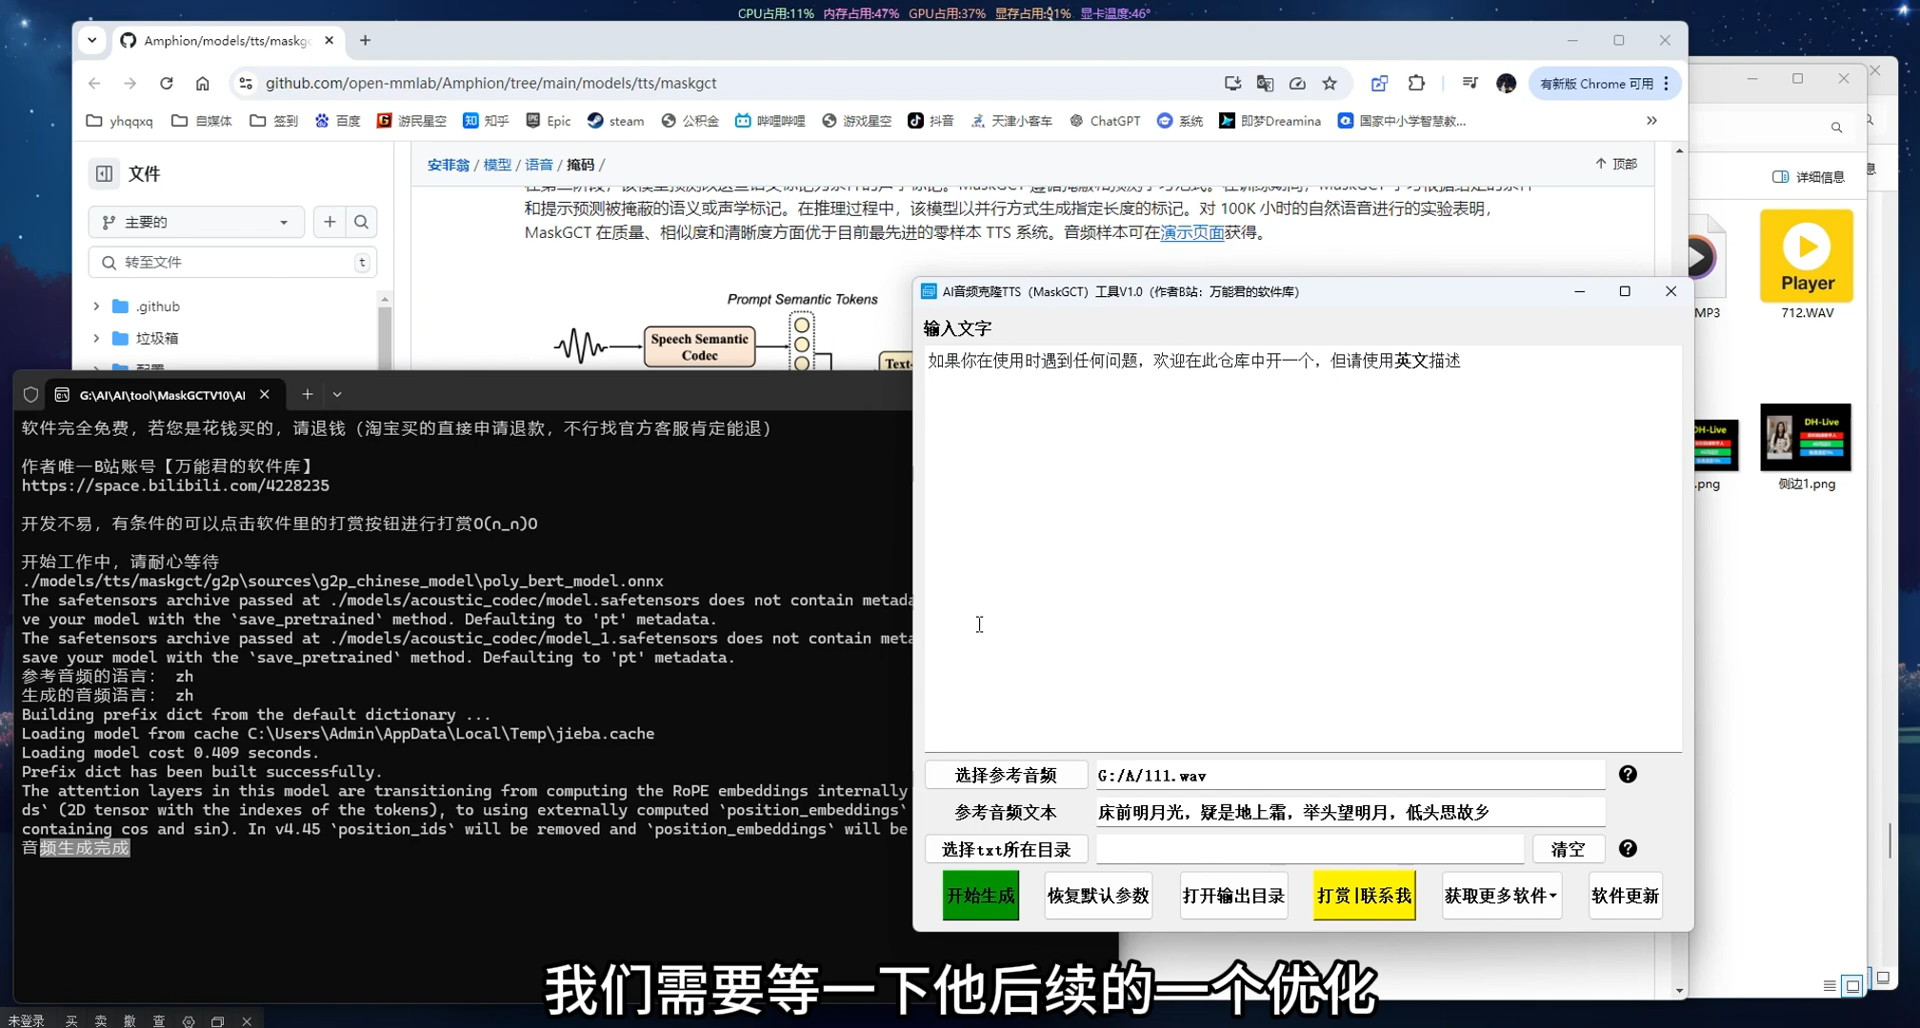 CPU占用:11% 内存占用:47% GPU占用:37% 显存占用:91% 显卡温度:46°
Amphion/models/tts/maskgc
github.com/open-mmlab/Amphion/tree/main/models/tts/maskgct
有新版 Chrome 可用
yhqqxq 自媒体 签到 百度 游民星空 知乎 Epic steam 公积金 哔哩哔哩 游戏星空 抖音 天津小客车 ChatGPT 系统 即梦Dreamina 国家中小学智慧教...
文件
主要的
转至文件 t
.github
垃圾箱
安菲翁 / 模型 / 语音 / 掩码 /
顶部
和提示预测被掩蔽的语义或声学标记。在推理过程中，该模型以并行方式生成指定长度的标记。对 100K 小时的自然语音进行的实验表明，
MaskGCT 在质量、相似度和清晰度方面优于目前最先进的零样本 TTS 系统。音频样本可在演示页面获得。
Prompt Semantic Tokens
Speech Semantic
Codec
Text-
详细信息
Player
MP3
712.WAV
DH-Live
.png
侧边1.png
G:\AI\AI\tool\MaskGCTV10\AI
软件完全免费，若您是花钱买的，请退钱（淘宝买的直接申请退款，不行找官方客服肯定能退）
作者唯一B站账号【万能君的软件库】
https://space.bilibili.com/4228235
开发不易，有条件的可以点击软件里的打赏按钮进行打赏O(n_n)O
开始工作中，请耐心等待
./models/tts/maskgct/g2p\sources\g2p_chinese_model\poly_bert_model.onnx
The safetensors archive passed at ./models/acoustic_codec/model.safetensors does not contain metada
ve your model with the `save_pretrained` method. Defaulting to 'pt' metadata.
The safetensors archive passed at ./models/acoustic_codec/model_1.safetensors does not contain meta
save your model with the `save_pretrained` method. Defaulting to 'pt' metadata.
参考音频的语言： zh
生成的音频语言： zh
Building prefix dict from the default dictionary ...
Loading model from cache C:\Users\Admin\AppData\Local\Temp\jieba.cache
Loading model cost 0.409 seconds.
Prefix dict has been built successfully.
The attention layers in this model are transitioning from computing the RoPE embeddings internally
ds` (2D tensor with the indexes of the tokens), to using externally computed `position_embeddings`
containing cos and sin). In v4.45 `position_ids` will be removed and `position_embeddings` will be
音频生成完成
AI音频克隆TTS（MaskGCT）工具V1.0（作者B站：万能君的软件库）
输入文字
如果你在使用时遇到任何问题，欢迎在此仓库中开一个，但请使用英文描述
选择参考音频 G:/A/111.wav
参考音频文本 床前明月光，疑是地上霜，举头望明月，低头思故乡
选择txt所在目录 清空
开始生成 恢复默认参数 打开输出目录 打赏|联系我 获取更多软件 软件更新
我们需要等一下他后续的一个优化
未登录 买 卖 撤 查